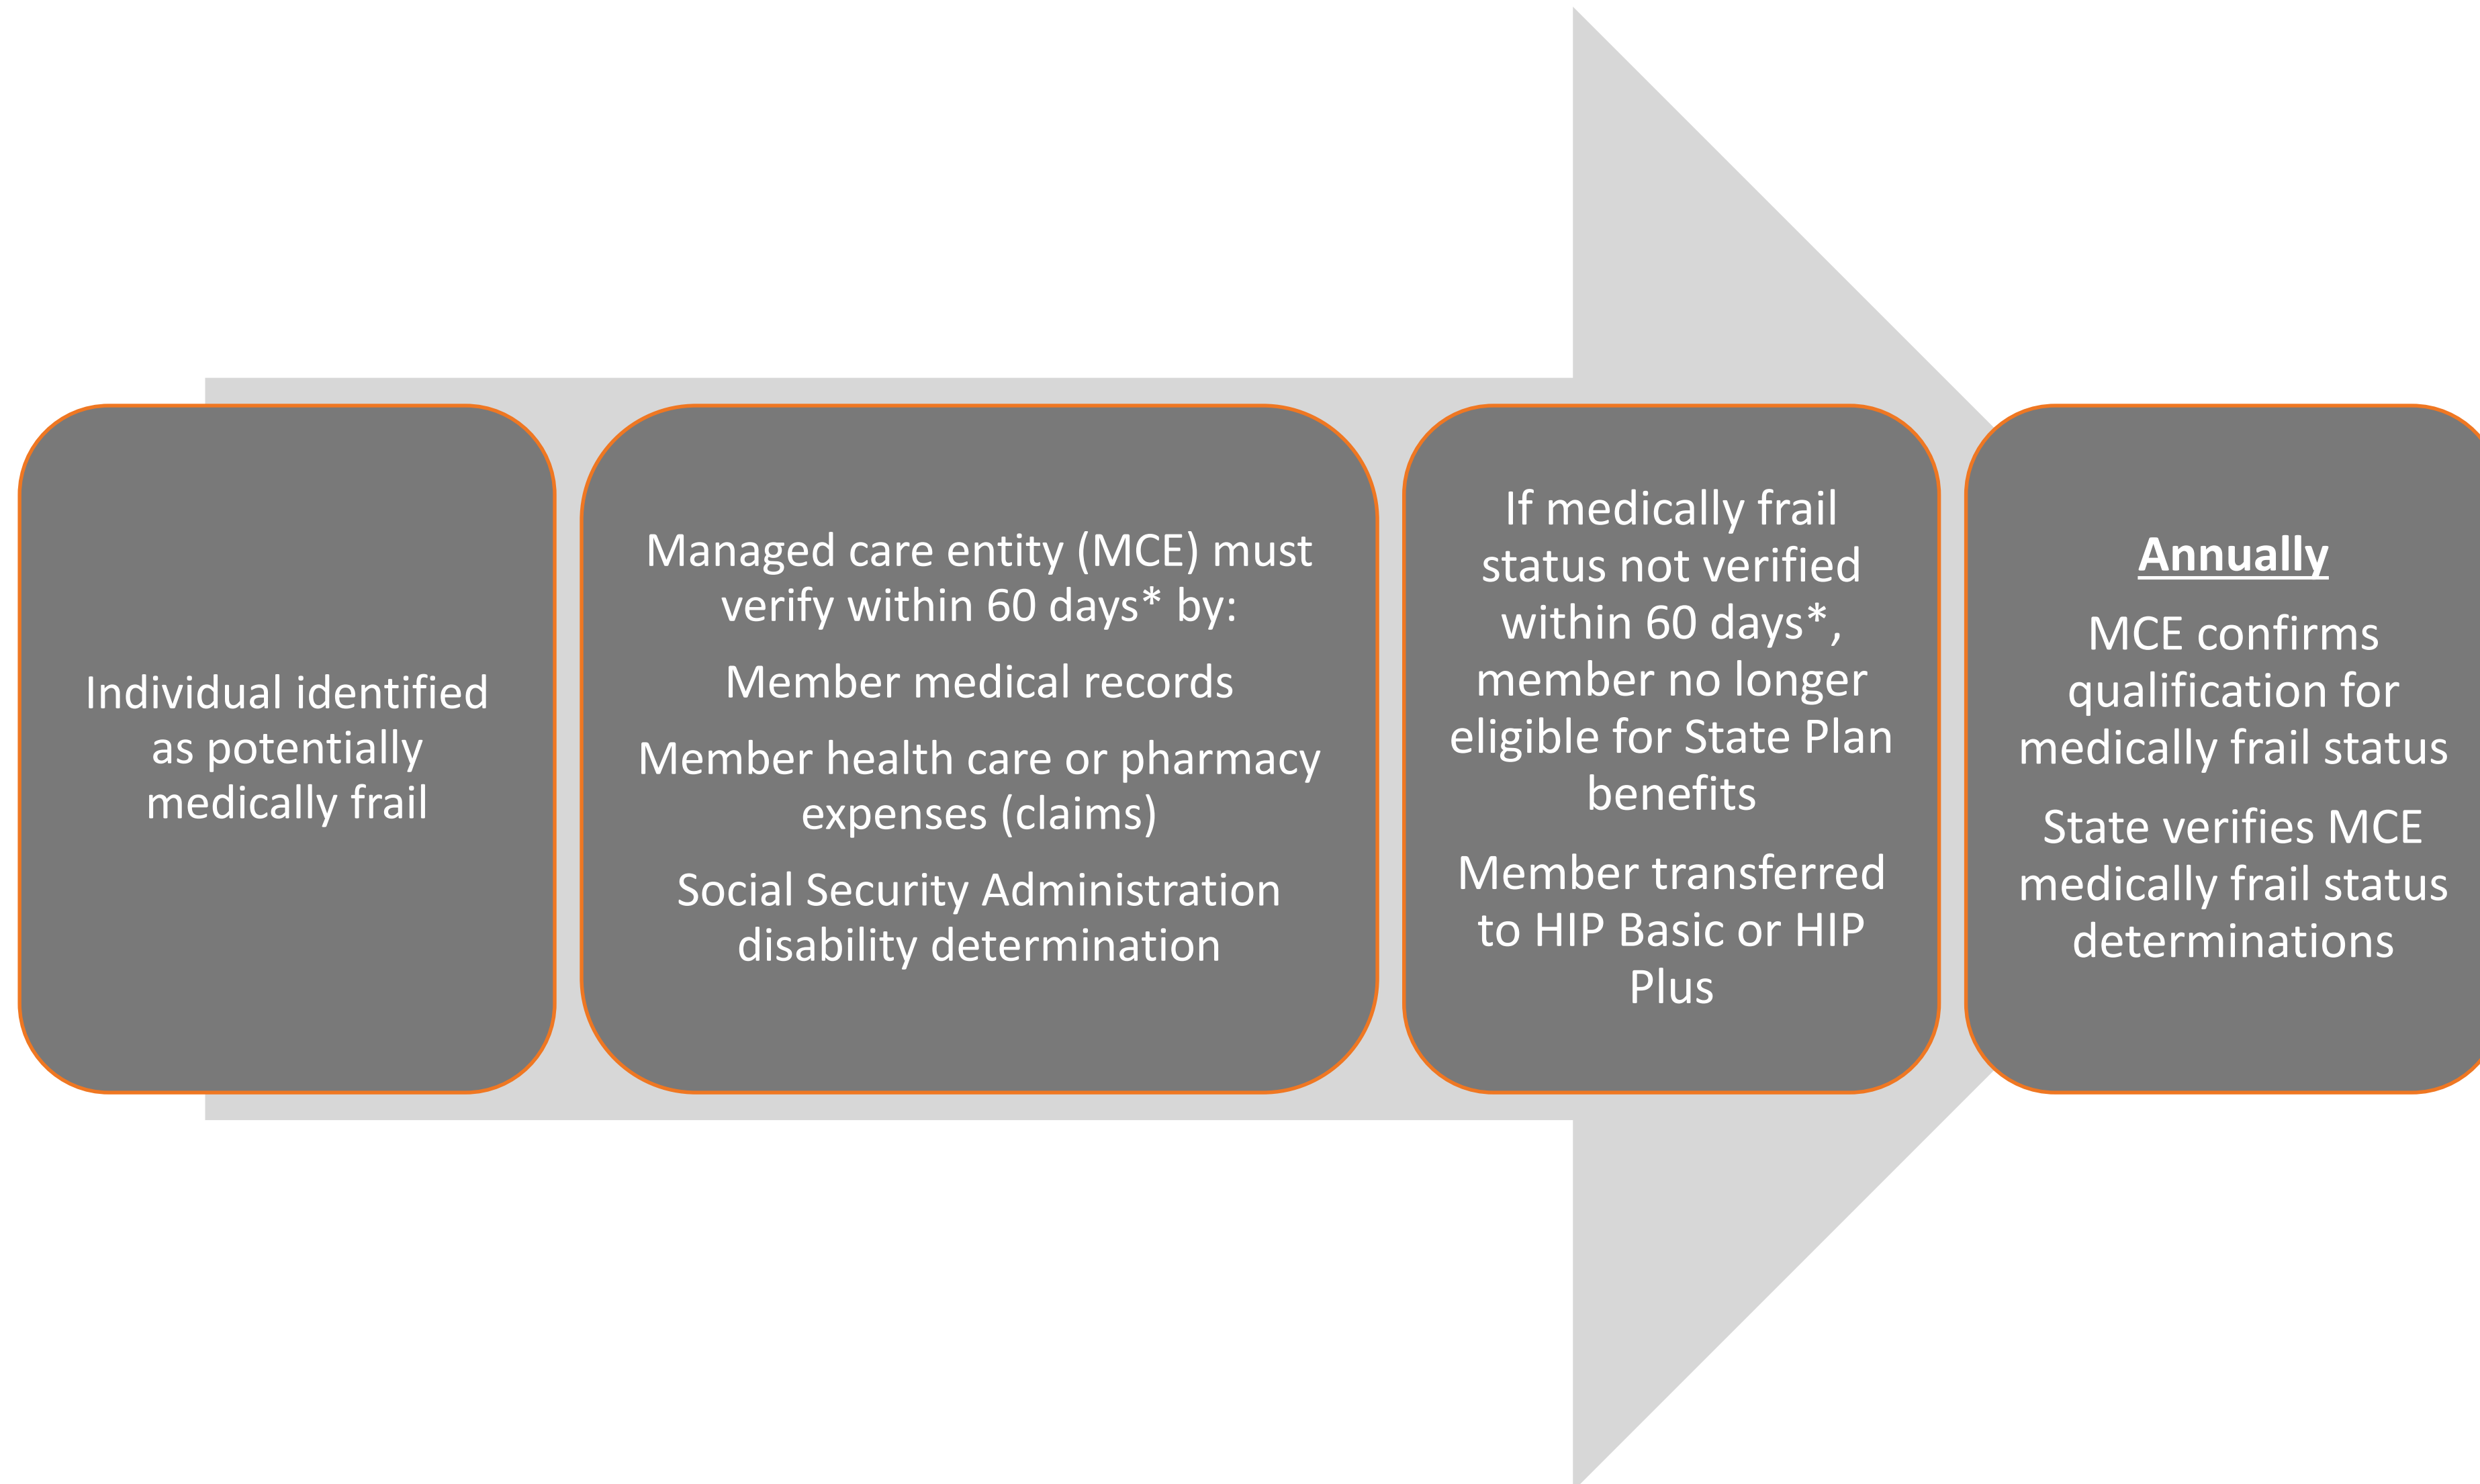 Individual identified
as potentially
medically frail
Managed care entity (MCE) must
verify within 60 days* by:
Member medical records
Member health care or pharmacy
expenses (claims)
Social Security Administration
disability determination
If medically frail
status not verified
within 60 days*,
member no longer
eligible for State Plan
benefits
Member transferred
to HIP Basic or HIP
Plus
Annually
MCE confirms
qualification for
medically frail status
State verifies MCE
medically frail status
determinations